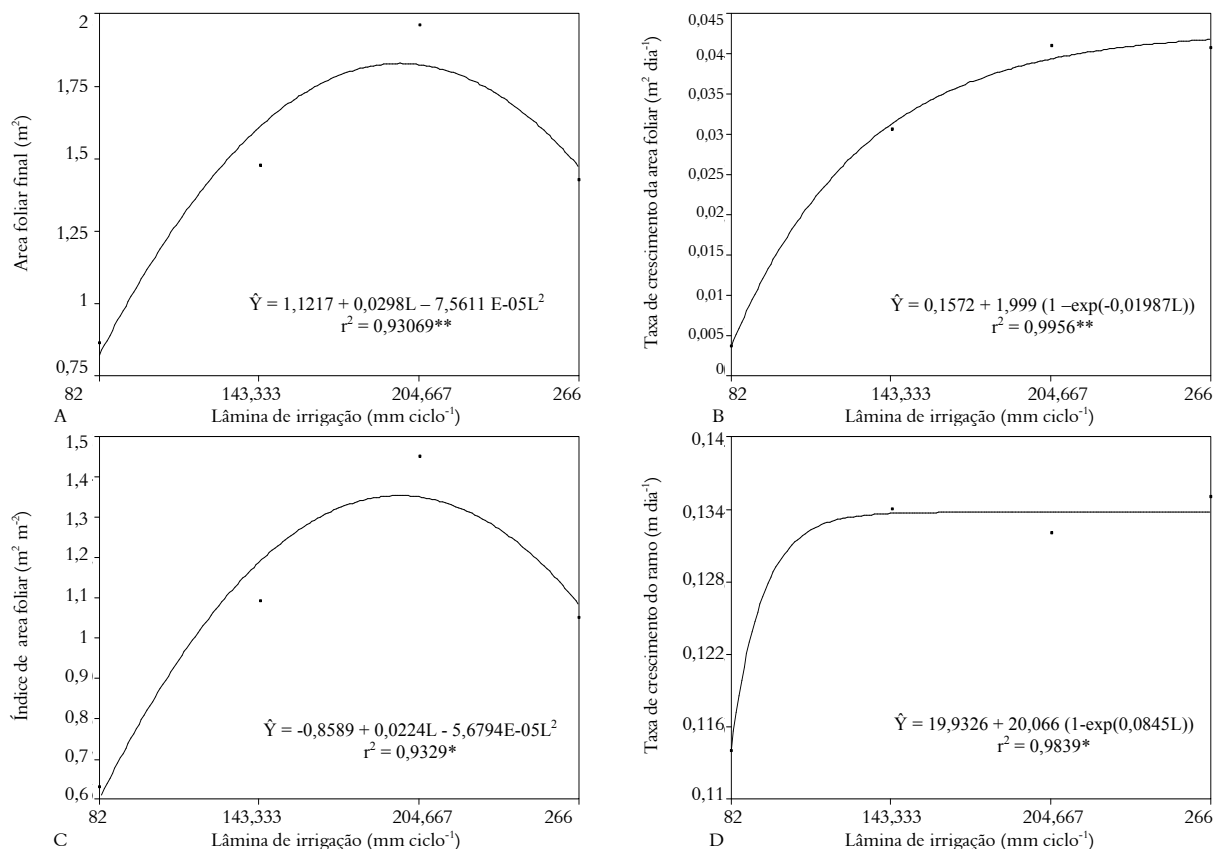 2
1,75
1,5
1,25
1
0,75
Area foliar final (m²)
Ŷ = 1,1217 + 0,0298L – 7,5611 E-05L²
r² = 0,93069**
82
143,333
204,667
266
A
Lâmina de irrigação (mm ciclo⁻¹)
0,045
0,04
0,035
0,03
0,025
0,02
0,015
0,01
0,005
0
Taxa de crescimento da area foliar (m² dia⁻¹)
Ŷ = 0,1572 + 1,999 (1 –exp(-0,01987L))
r² = 0,9956**
82
143,333
204,667
266
B
Lâmina de irrigação (mm ciclo⁻¹)
1,5
1,4
1,3
1,2
1,1
1
0,9
0,8
0,7
0,6
Índice de area foliar (m² m⁻²)
Ŷ = -0,8589 + 0,0224L - 5,6794E-05L²
r² = 0,9329*
82
143,333
204,667
266
C
Lâmina de irrigação (mm ciclo⁻¹)
0,14
0,134
0,128
0,122
0,116
0,11
Taxa de crescimento do ramo (m dia⁻¹)
Ŷ = 19,9326 + 20,066 (1-exp(0,0845L))
r² = 0,9839*
82
143,333
204,667
266
D
Lâmina de irrigação (mm ciclo⁻¹)